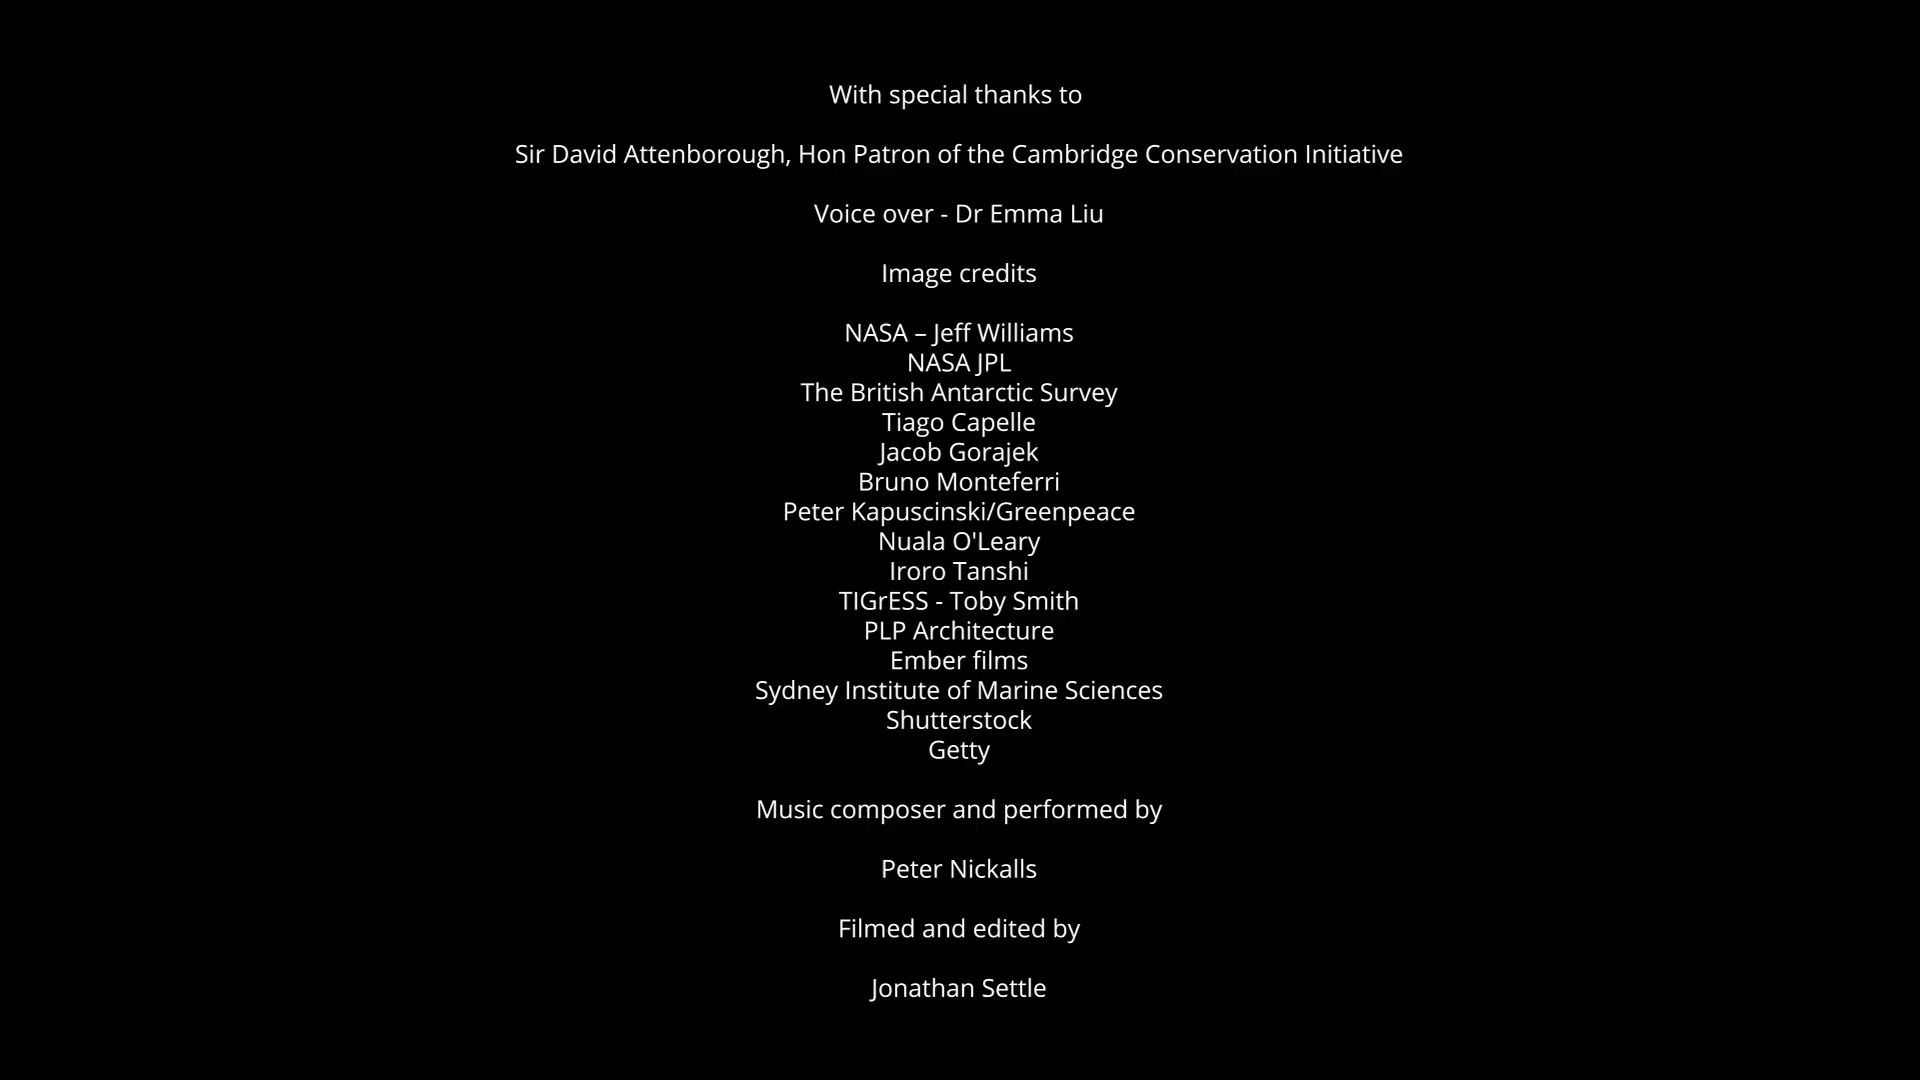 With special thanks to
Sir David Attenborough, Hon Patron of the Cambridge Conservation Initiative
Voice over - Dr Emma Liu
Image credits
NASA – Jeff Williams
NASA JPL
The British Antarctic Survey
Tiago Capelle
Jacob Gorajek
Bruno Monteferri
Peter Kapuscinski/Greenpeace
Nuala O'Leary
Iroro Tanshi
TIGrESS - Toby Smith
PLP Architecture
Ember films
Sydney Institute of Marine Sciences
Shutterstock
Getty
Music composer and performed by
Peter Nickalls
Filmed and edited by
Jonathan Settle